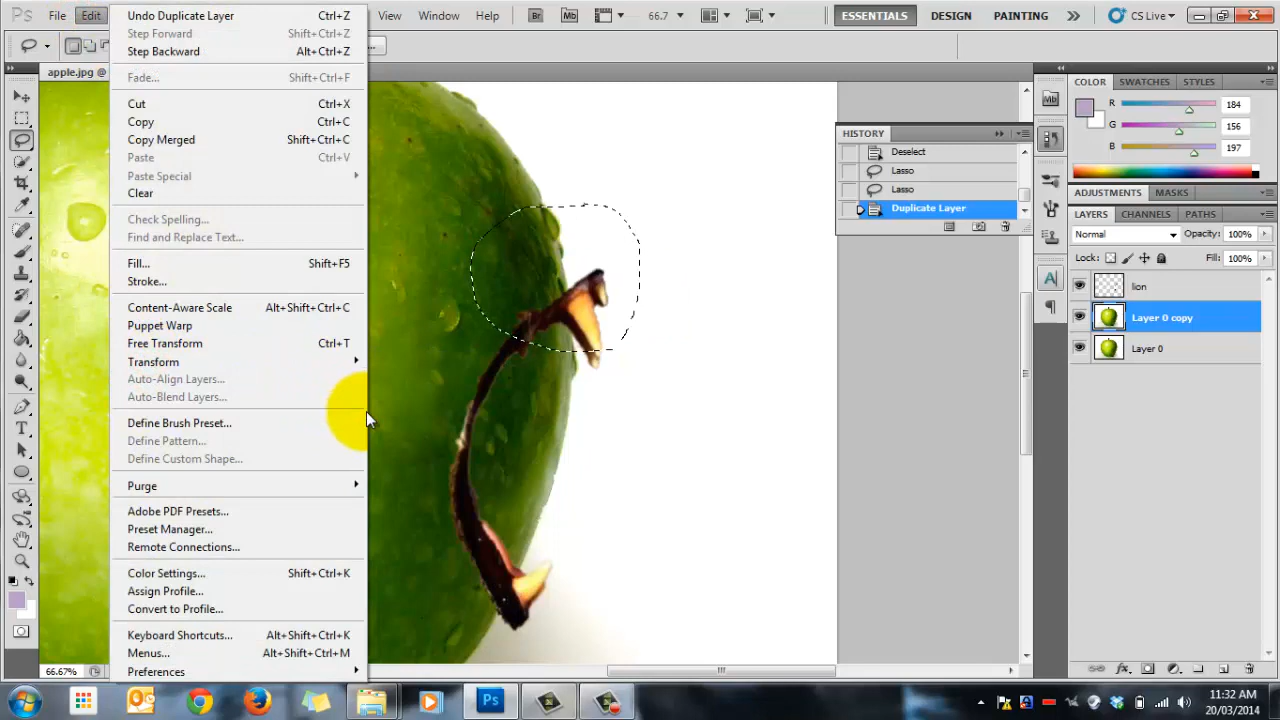 File Edit View Window Help Br Mb 66.7 ESSENTIALS DESIGN PAINTING CS Live
apple.jpg @
Undo Duplicate Layer Ctrl+Z
Step Forward Shift+Ctrl+Z
Step Backward Alt+Ctrl+Z
Fade... Shift+Ctrl+F
Cut Ctrl+X
Copy Ctrl+C
Copy Merged Shift+Ctrl+C
Paste Ctrl+V
Paste Special
Clear
Check Spelling...
Find and Replace Text...
Fill... Shift+F5
Stroke...
Content-Aware Scale Alt+Shift+Ctrl+C
Puppet Warp
Free Transform Ctrl+T
Transform
Auto-Align Layers...
Auto-Blend Layers...
Define Brush Preset...
Define Pattern...
Define Custom Shape...
Purge
Adobe PDF Presets...
Preset Manager...
Remote Connections...
Color Settings... Shift+Ctrl+K
Assign Profile...
Convert to Profile...
Keyboard Shortcuts... Alt+Shift+Ctrl+K
Menus... Alt+Shift+Ctrl+M
Preferences
HISTORY
Deselect
Lasso
Lasso
Duplicate Layer
Mb
A
COLOR SWATCHES STYLES
R 184
G 156
B 197
ADJUSTMENTS MASKS
LAYERS CHANNELS PATHS
Normal Opacity: 100%
Lock: Fill: 100%
lion
Layer 0 copy
Layer 0
fx
T
66.67%
Ps
11:32 AM
20/03/2014